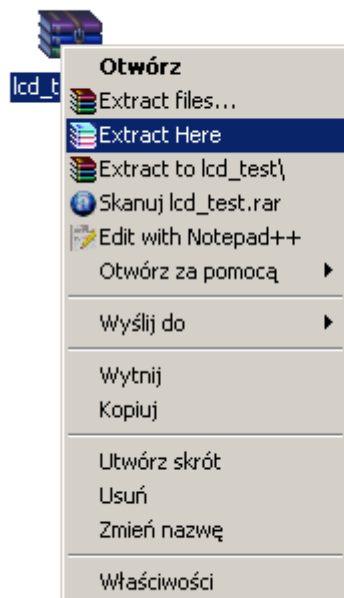 lcd_t
Otwórz
Extract files...
Extract Here
Extract to lcd_test\
Skanuj lcd_test.rar
Edit with Notepad++
Otwórz za pomocą
Wyślij do
Wytnij
Kopiuj
Utwórz skrót
Usuń
Zmień nazwę
Właściwości